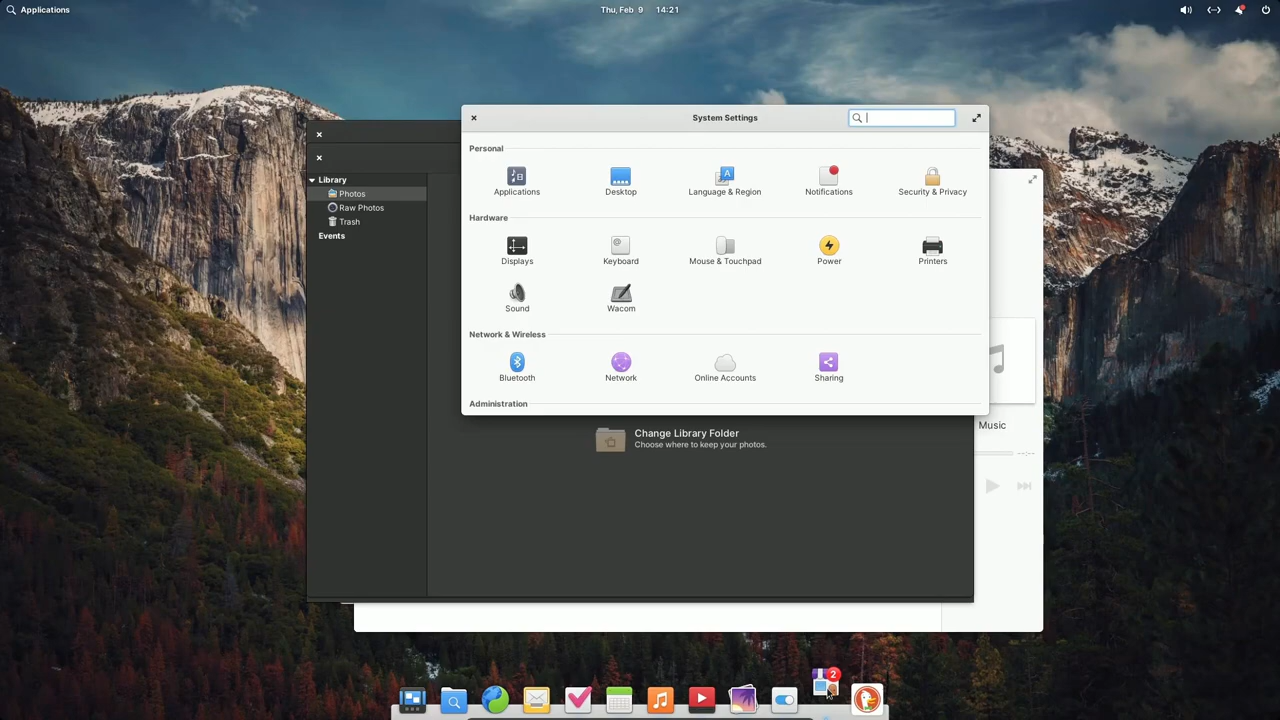 Applications
Thu, Feb 9 14:21
System Settings
Personal
Applications
Desktop
Language & Region
Notifications
Security & Privacy
Hardware
Displays
Keyboard
Mouse & Touchpad
Power
Printers
Sound
Wacom
Network & Wireless
Bluetooth
Network
Online Accounts
Sharing
Administration
Library
Photos
Raw Photos
Trash
Events
Change Library Folder
Choose where to keep your photos.
Music
--:--
2